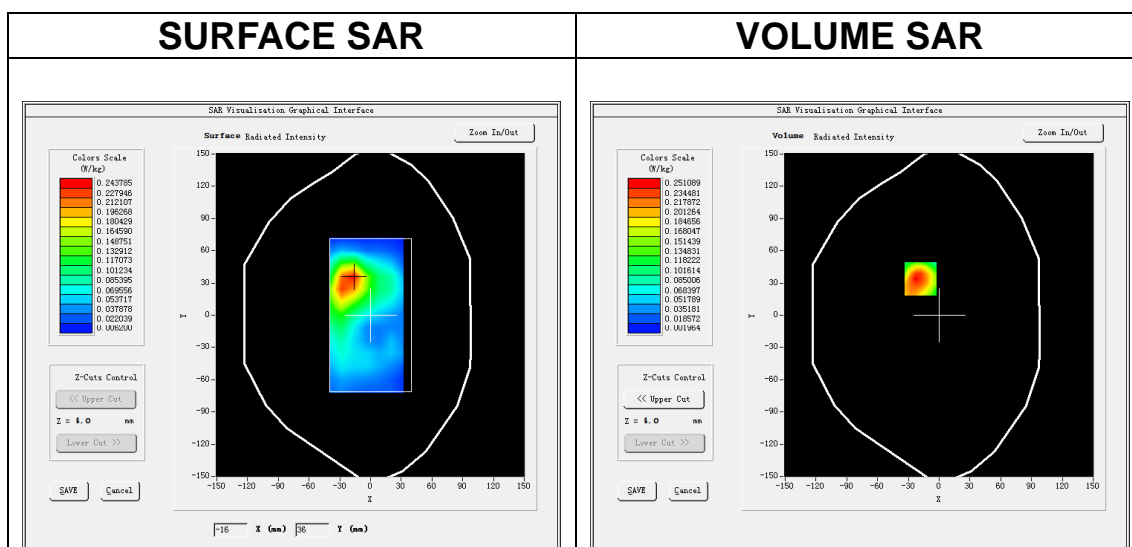 SURFACE SAR
VOLUME SAR
SAR Visualisation Graphical Interface
Surface Radiated Intensity
Zoom In/Out
Colors Scale
(W/kg)
0.243785
0.227946
0.212107
0.196268
0.180429
0.164590
0.148751
0.132912
0.117073
0.101234
0.085395
0.069556
0.053717
0.037878
0.022039
0.006200
150
120
90
60
30
0
-30
-60
-90
-120
-150
Y
-150 -120 -90 -60 -30 0 30 60 90 120 150
X
Z-Cuts Control
<< Upper Cut
Z = 4.0 mm
Lower Cut >>
SAVE
Cancel
-16 X (mm) 36 Y (mm)
SAR Visualisation Graphical Interface
Volume Radiated Intensity
Zoom In/Out
Colors Scale
(W/kg)
0.251089
0.234481
0.217872
0.201264
0.184656
0.168047
0.151439
0.134831
0.118222
0.101614
0.085006
0.068397
0.051789
0.035181
0.018572
0.001964
150
120
90
60
30
0
-30
-60
-90
-120
-150
Y
-150 -120 -90 -60 -30 0 30 60 90 120 150
X
Z-Cuts Control
<< Upper Cut
Z = 4.0 mm
Lower Cut >>
SAVE
Cancel